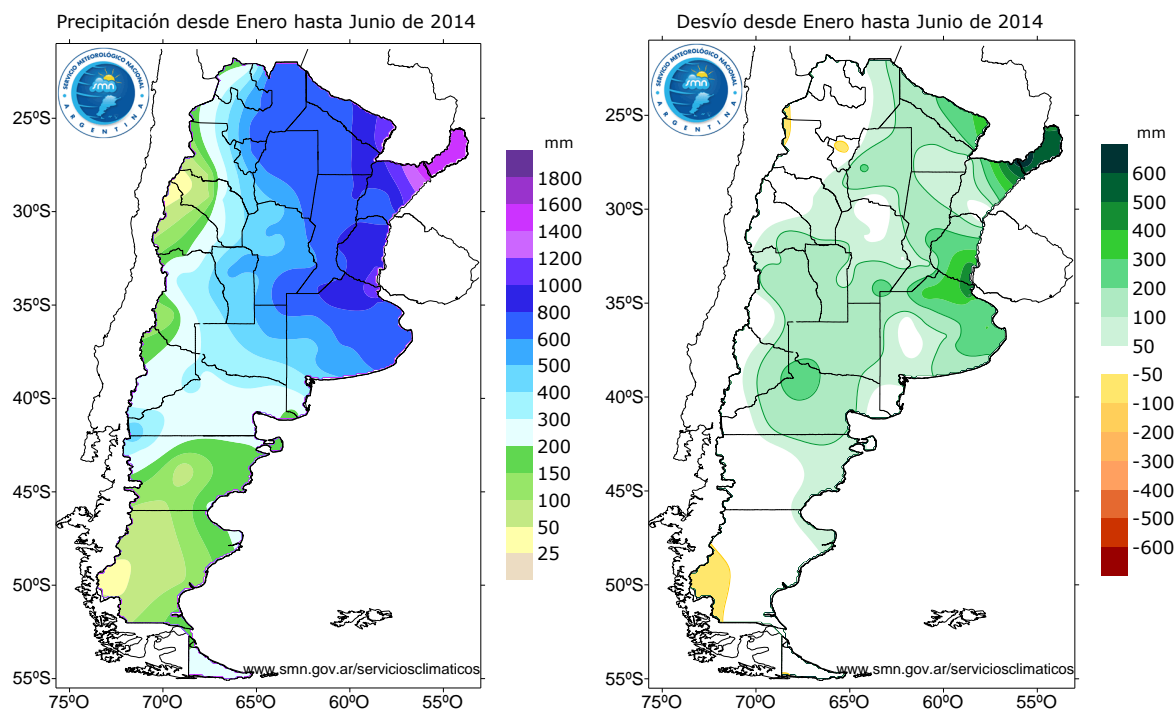 Precipitación desde Enero hasta Junio de 2014
SERVICIO METEOROLÓGICO NACIONAL
smn
ARGENTINA
25ºS
30ºS
35ºS
40ºS
45ºS
50ºS
55ºS
75ºO 70ºO 65ºO 60ºO 55ºO
www.smn.gov.ar/serviciosclimaticos
mm
1800
1600
1400
1200
1000
800
600
500
400
300
200
150
100
50
25
Desvío desde Enero hasta Junio de 2014
SERVICIO METEOROLÓGICO NACIONAL
smn
ARGENTINA
25ºS
30ºS
35ºS
40ºS
45ºS
50ºS
55ºS
75ºO 70ºO 65ºO 60ºO 55ºO
www.smn.gov.ar/serviciosclimaticos
mm
600
500
400
300
200
100
50
-50
-100
-200
-300
-400
-500
-600